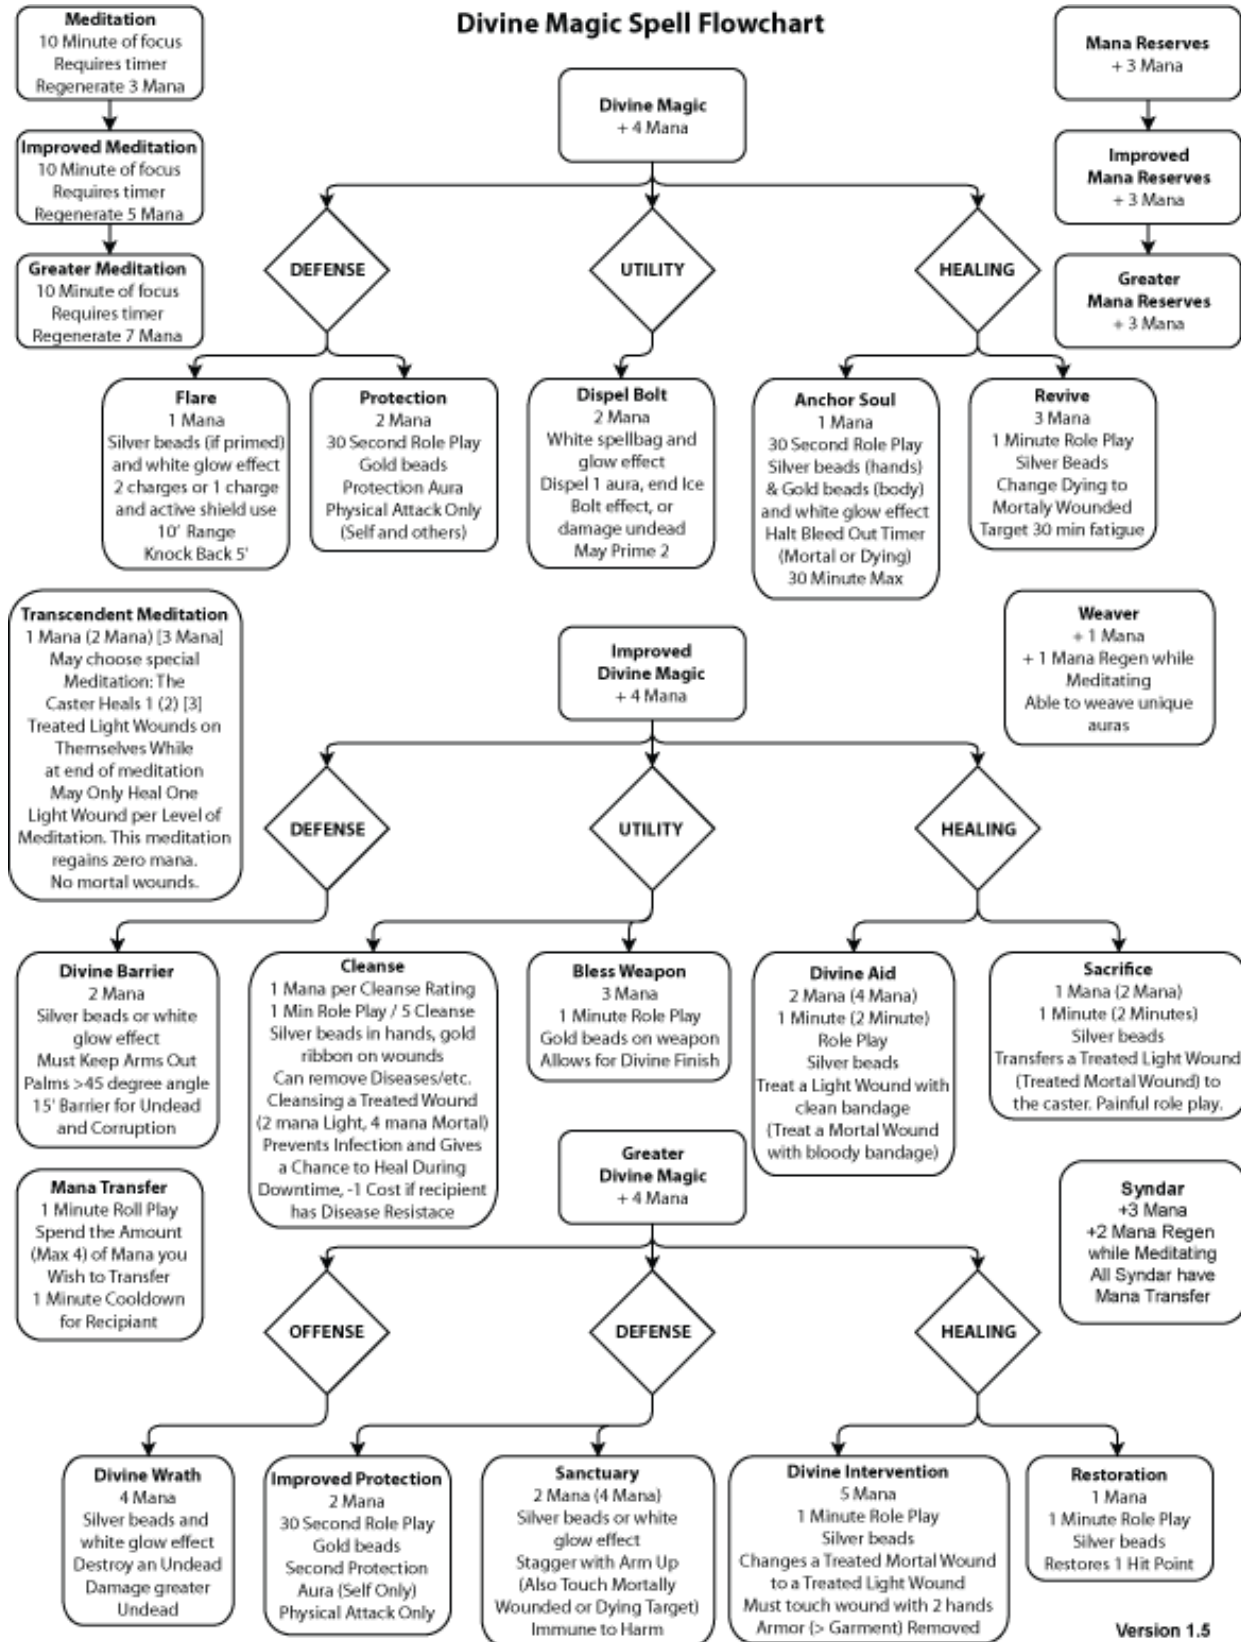 Divine Magic Spell Flowchart
Meditation
10 Minute of focus
Requires timer
Regenerate 3 Mana
Improved Meditation
10 Minute of focus
Requires timer
Regenerate 5 Mana
Greater Meditation
10 Minute of focus
Requires timer
Regenerate 7 Mana
Divine Magic
+ 4 Mana
Mana Reserves
+ 3 Mana
Improved
Mana Reserves
+ 3 Mana
Greater
Mana Reserves
+ 3 Mana
DEFENSE
UTILITY
HEALING
Flare
1 Mana
Silver beads (if primed)
and white glow effect
2 charges or 1 charge
and active shield use
10' Range
Knock Back 5'
Protection
2 Mana
30 Second Role Play
Gold beads
Protection Aura
Physical Attack Only
(Self and others)
Dispel Bolt
2 Mana
White spellbag and
glow effect
Dispel 1 aura, end Ice
Bolt effect, or
damage undead
May Prime 2
Anchor Soul
1 Mana
30 Second Role Play
Silver beads (hands)
& Gold beads (body)
and white glow effect
Halt Bleed Out Timer
(Mortal or Dying)
30 Minute Max
Revive
3 Mana
1 Minute Role Play
Silver Beads
Change Dying to
Mortaly Wounded
Target 30 min fatigue
Transcendent Meditation
1 Mana (2 Mana) [3 Mana]
May choose special
Meditation: The
Caster Heals 1 (2) [3]
Treated Light Wounds on
Themselves While
at end of meditation
May Only Heal One
Light Wound per Level of
Meditation. This meditation
regains zero mana.
No mortal wounds.
Improved
Divine Magic
+ 4 Mana
Weaver
+ 1 Mana
+ 1 Mana Regen while
Meditating
Able to weave unique
auras
DEFENSE
UTILITY
HEALING
Divine Barrier
2 Mana
Silver beads or white
glow effect
Must Keep Arms Out
Palms >45 degree angle
15' Barrier for Undead
and Corruption
Cleanse
1 Mana per Cleanse Rating
1 Min Role Play / 5 Cleanse
Silver beads in hands, gold
ribbon on wounds
Can remove Diseases/etc.
Cleansing a Treated Wound
(2 mana Light, 4 mana Mortal)
Prevents Infection and Gives
a Chance to Heal During
Downtime, -1 Cost if recipient
has Disease Resistace
Bless Weapon
3 Mana
1 Minute Role Play
Gold beads on weapon
Allows for Divine Finish
Divine Aid
2 Mana (4 Mana)
1 Minute (2 Minute)
Role Play
Silver beads
Treat a Light Wound with
clean bandage
(Treat a Mortal Wound
with bloody bandage)
Sacrifice
1 Mana (2 Mana)
1 Minute (2 Minutes)
Silver beads
Transfers a Treated Light Wound
(Treated Mortal Wound) to
the caster. Painful role play.
Mana Transfer
1 Minute Roll Play
Spend the Amount
(Max 4) of Mana you
Wish to Transfer
1 Minute Cooldown
for Recipiant
Greater
Divine Magic
+ 4 Mana
Syndar
+3 Mana
+2 Mana Regen
while Meditating
All Syndar have
Mana Transfer
OFFENSE
DEFENSE
HEALING
Divine Wrath
4 Mana
Silver beads and
white glow effect
Destroy an Undead
Damage greater
Undead
Improved Protection
2 Mana
30 Second Role Play
Gold beads
Second Protection
Aura (Self Only)
Physical Attack Only
Sanctuary
2 Mana (4 Mana)
Silver beads or white
glow effect
Stagger with Arm Up
(Also Touch Mortally
Wounded or Dying Target)
Immune to Harm
Divine Intervention
5 Mana
1 Minute Role Play
Silver beads
Changes a Treated Mortal Wound
to a Treated Light Wound
Must touch wound with 2 hands
Armor (> Garment) Removed
Restoration
1 Mana
1 Minute Role Play
Silver beads
Restores 1 Hit Point
Version 1.5